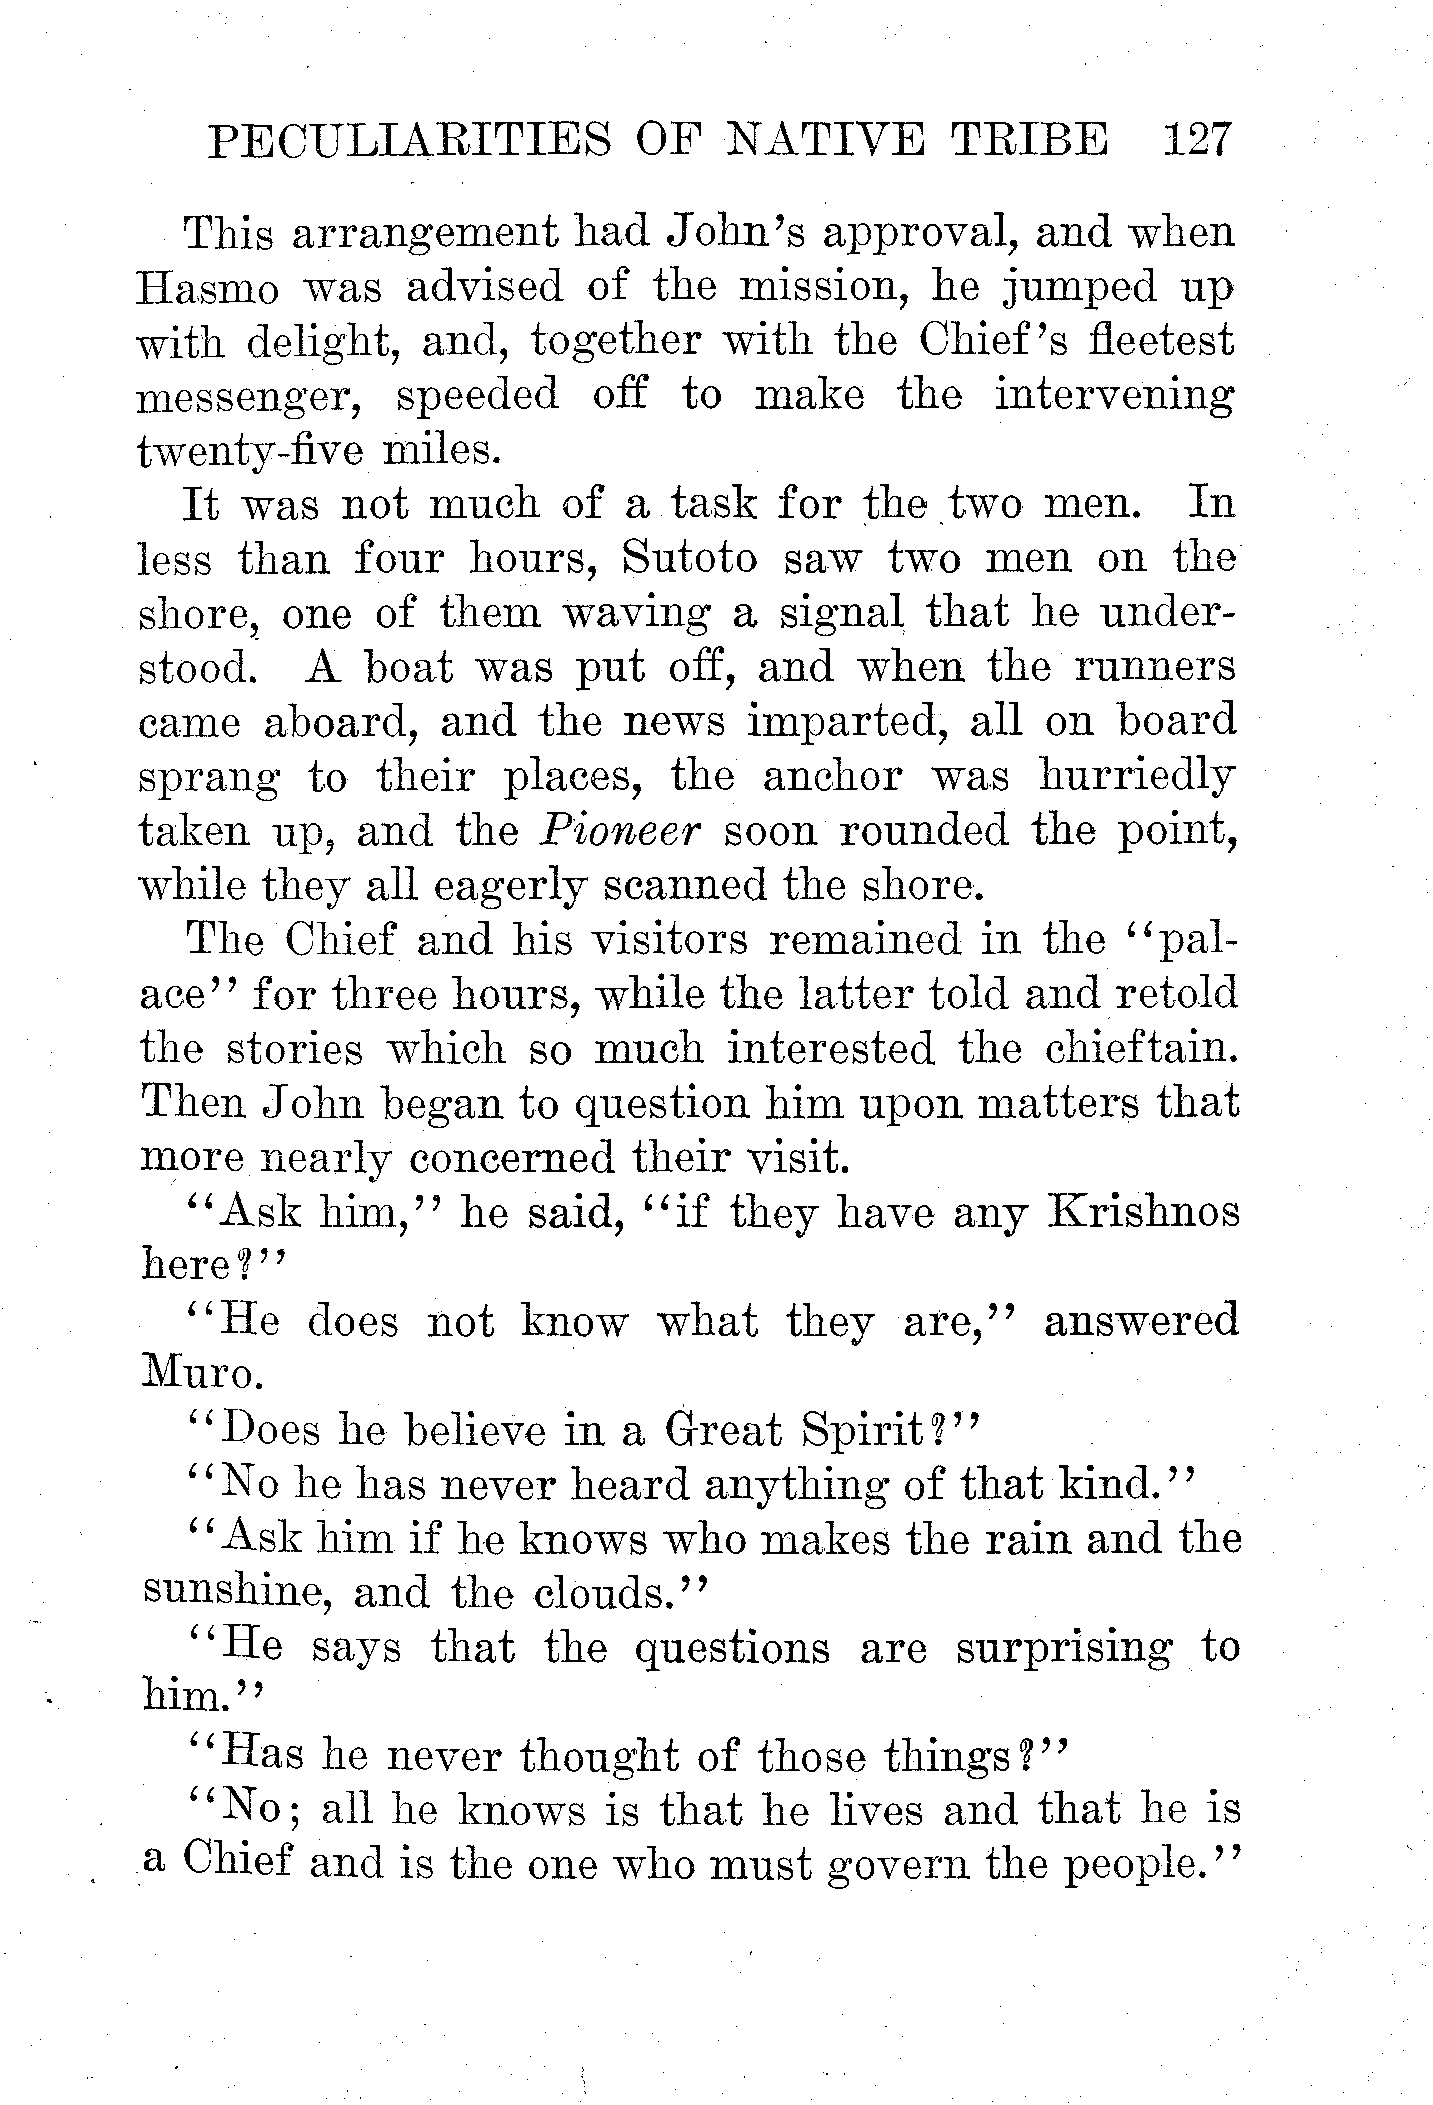 PECULIARITIES OF NATIVE TRIBE 127
This arrangement had John's approval, and when
Hasmo was advised of the mission, he jumped up
with delight, and, together with the Chief's fleetest
messenger, speeded off to make the intervening
twenty-five miles.
It was not much of a task for the two men. In
less than four hours, Sutoto saw two men on the
shore, one of them waving a signal that he under-
stood. A boat was put off, and when the runners
came aboard, and the news imparted, all on board
sprang to their places, the anchor was hurriedly
taken up, and the Pioneer soon rounded the point,
while they all eagerly scanned the shore.
The Chief and his visitors remained in the "pal-
ace" for three hours, while the latter told and retold
the stories which so much interested the chieftain.
Then John began to question him upon matters that
more nearly concerned their visit.
"Ask him," he said, "if they have any Krishnos
here?"
"He does not know what they are," answered
Muro.
"Does he believe in a Great Spirit?"
"No he has never heard anything of that kind."
"Ask him if he knows who makes the rain and the
sunshine, and the clouds."
"He says that the questions are surprising to
him."
"Has he never thought of those things?"
"No; all he knows is that he lives and that he is
a Chief and is the one who must govern the people."